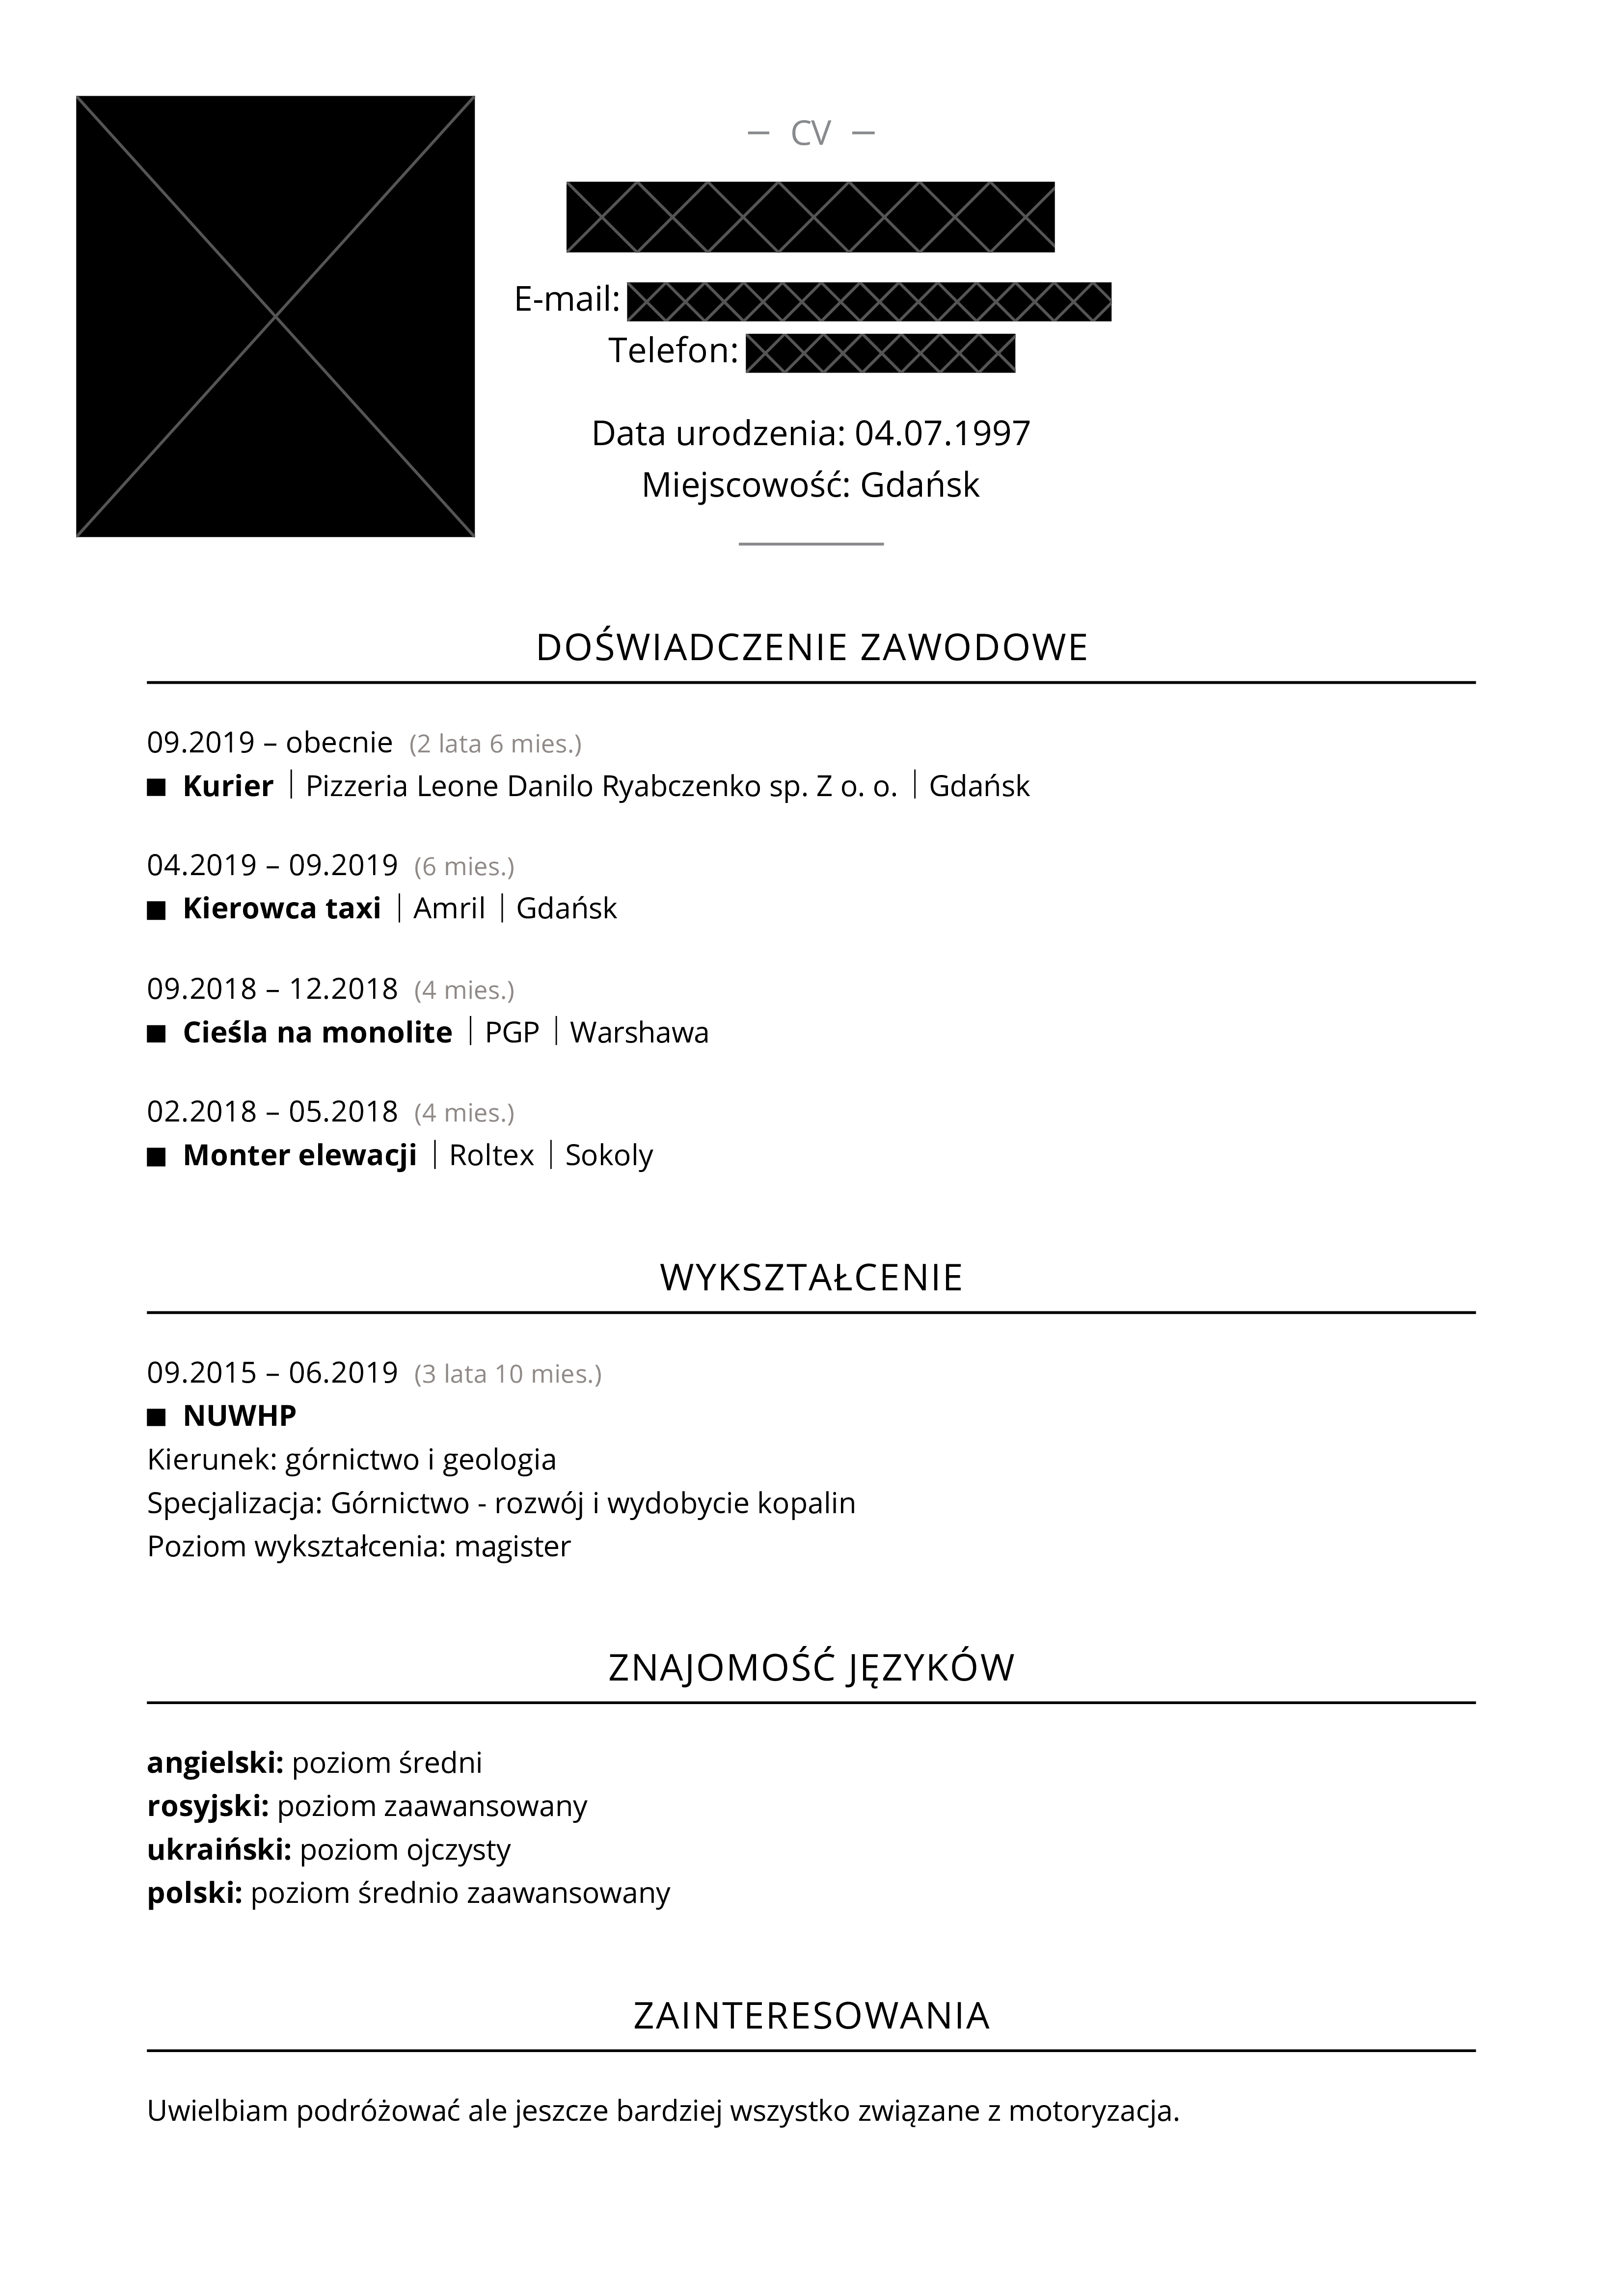 — CV —
E-mail:
Telefon:
Data urodzenia: 04.07.1997
Miejscowość: Gdańsk
DOŚWIADCZENIE ZAWODOWE
09.2019 – obecnie (2 lata 6 mies.)
■ Kurier | Pizzeria Leone Danilo Ryabczenko sp. Z o. o. | Gdańsk
04.2019 – 09.2019 (6 mies.)
■ Kierowca taxi | Amril | Gdańsk
09.2018 – 12.2018 (4 mies.)
■ Cieśla na monolite | PGP | Warshawa
02.2018 – 05.2018 (4 mies.)
■ Monter elewacji | Roltex | Sokoly
WYKSZTAŁCENIE
09.2015 – 06.2019 (3 lata 10 mies.)
■ NUWHP
Kierunek: górnictwo i geologia
Specjalizacja: Górnictwo - rozwój i wydobycie kopalin
Poziom wykształcenia: magister
ZNAJOMOŚĆ JĘZYKÓW
angielski: poziom średni
rosyjski: poziom zaawansowany
ukraiński: poziom ojczysty
polski: poziom średnio zaawansowany
ZAINTERESOWANIA
Uwielbiam podróżować ale jeszcze bardziej wszystko związane z motoryzacja.